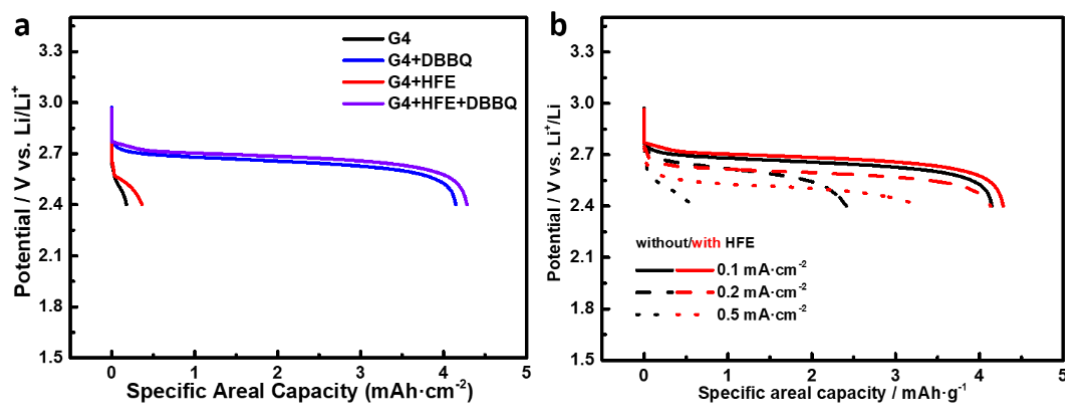 a
G4
G4+DBBQ
G4+HFE
G4+HFE+DBBQ
3.3
3.0
2.7
2.4
2.1
1.8
1.5
Potential / V vs. Li/Li⁺
0 1 2 3 4 5
Specific Areal Capacity (mAh·cm⁻²)
b
3.3
3.0
2.7
2.4
2.1
1.8
1.5
Potential / V vs. Li⁺/Li
without/with HFE
0.1 mA·cm⁻²
0.2 mA·cm⁻²
0.5 mA·cm⁻²
0 1 2 3 4 5
Specific areal capacity / mAh·g⁻¹